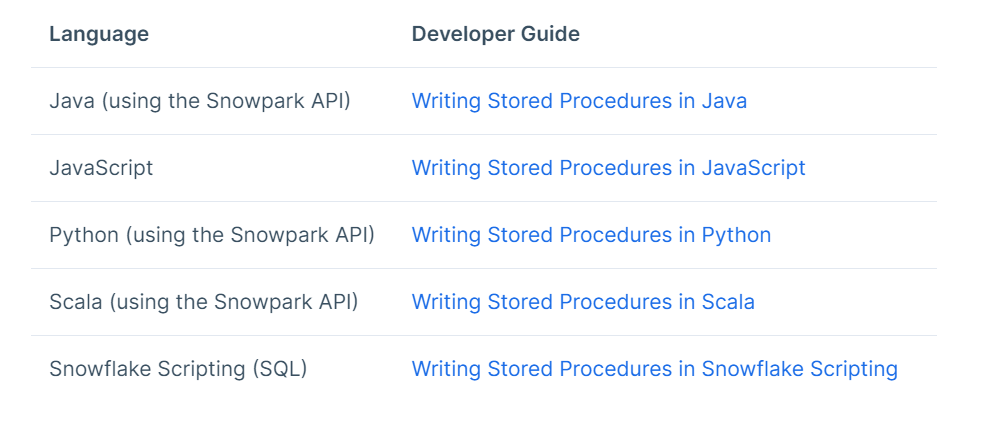 Language Developer Guide
Java (using the Snowpark API) Writing Stored Procedures in Java
JavaScript Writing Stored Procedures in JavaScript
Python (using the Snowpark API) Writing Stored Procedures in Python
Scala (using the Snowpark API) Writing Stored Procedures in Scala
Snowflake Scripting (SQL) Writing Stored Procedures in Snowflake Scripting